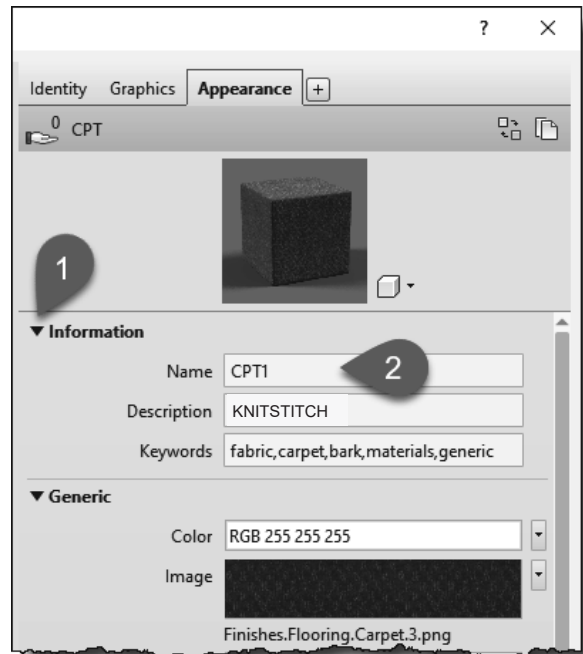 ?
Identity Graphics Appearance +
0 CPT
1
Information
Name CPT1 2
Description KNITSTITCH
Keywords fabric,carpet,bark,materials,generic
Generic
Color RGB 255 255 255
Image
Finishes.Flooring.Carpet.3.png